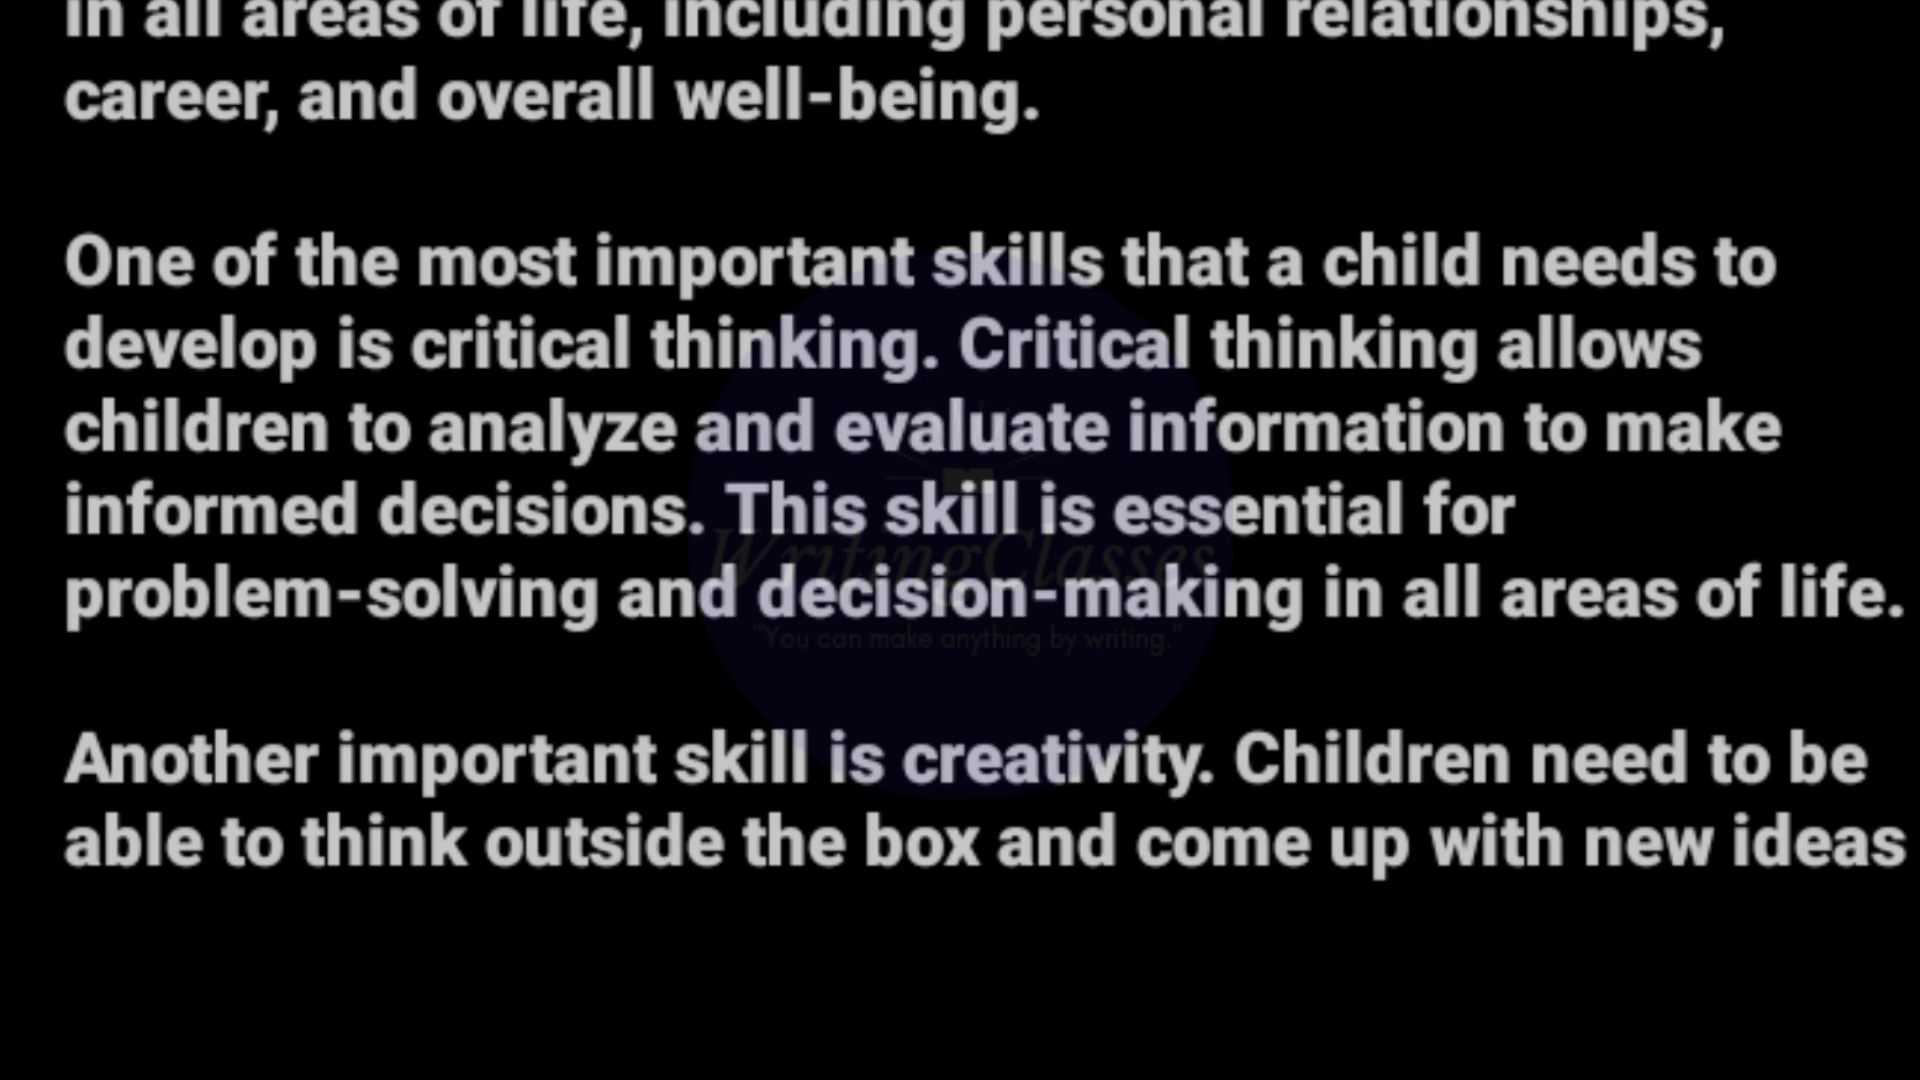 in all areas of life, including personal relationships,
career, and overall well-being.
One of the most important skills that a child needs to
develop is critical thinking. Critical thinking allows
children to analyze and evaluate information to make
informed decisions. This skill is essential for
WritingClasses
problem-solving and decision-making in all areas of life.
"You can make anything by writing."
Another important skill is creativity. Children need to be
able to think outside the box and come up with new ideas